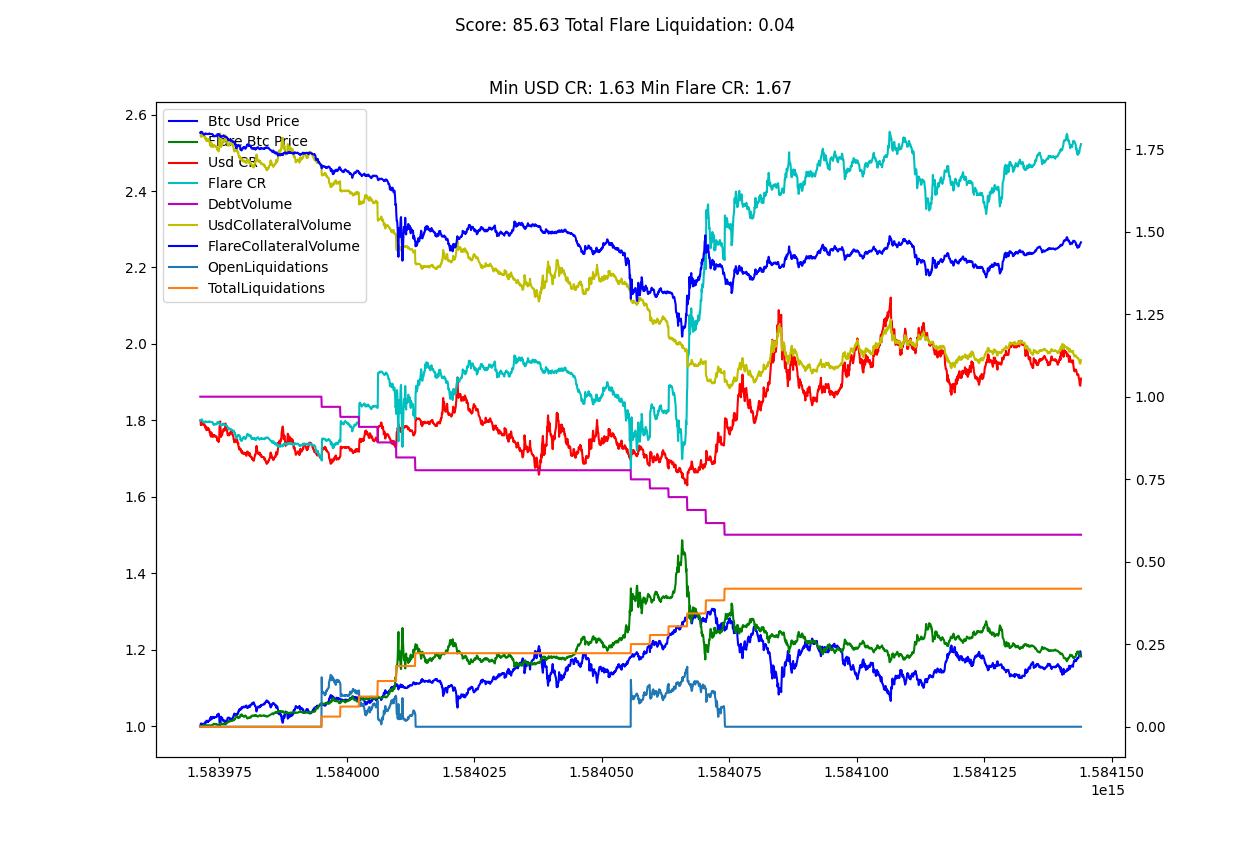 Score: 85.63 Total Flare Liquidation: 0.04
Min USD CR: 1.63 Min Flare CR: 1.67
Btc Usd Price
Flare Btc Price
Usd CR
Flare CR
DebtVolume
UsdCollateralVolume
FlareCollateralVolume
OpenLiquidations
TotalLiquidations
2.6
2.4
2.2
2.0
1.8
1.6
1.4
1.2
1.0
1.75
1.50
1.25
1.00
0.75
0.50
0.25
0.00
1.583975 1.584000 1.584025 1.584050 1.584075 1.584100 1.584125 1.584150
1e15